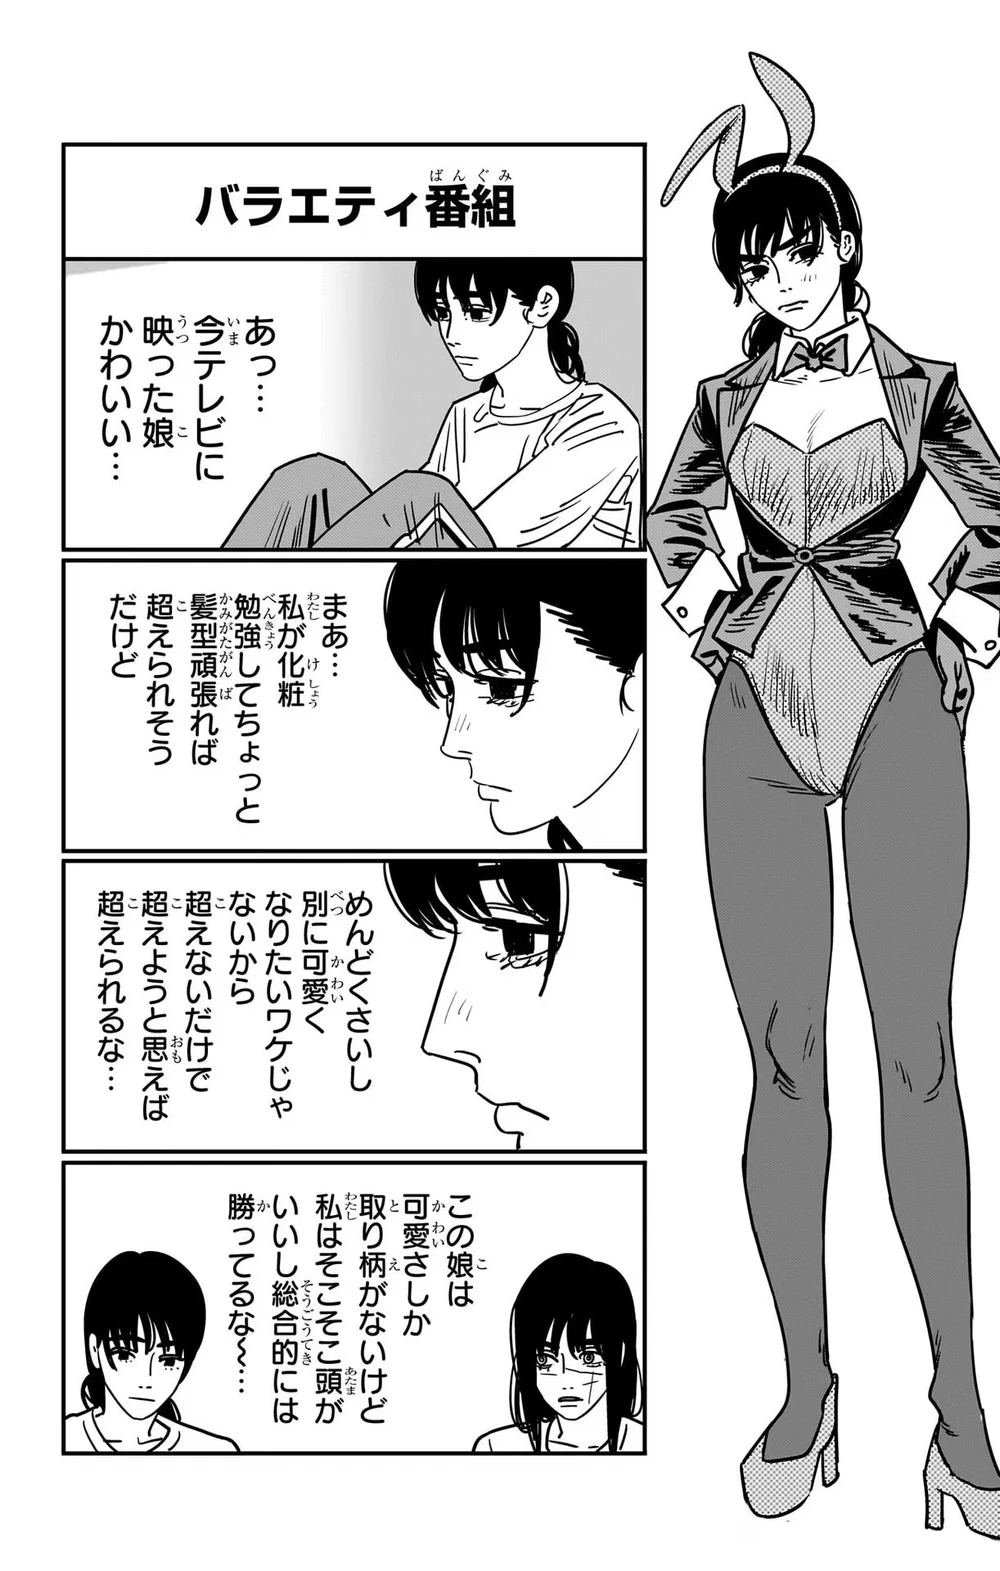 バラエティ番組
あっ…
今テレビに
映った娘
かわいい…
まぁ…
私が化粧
勉強してちょっと
髪型頑張れば
超えられそう
だけど
めんどくさいし
別に可愛く
なりたいワケじゃ
ないから
超えないだけで
超えようと思えば
超えられるな…
この娘は
可愛さしか
取り柄がないけど
私はそこそこ頭が
いいし総合的には
勝ってるな〜…